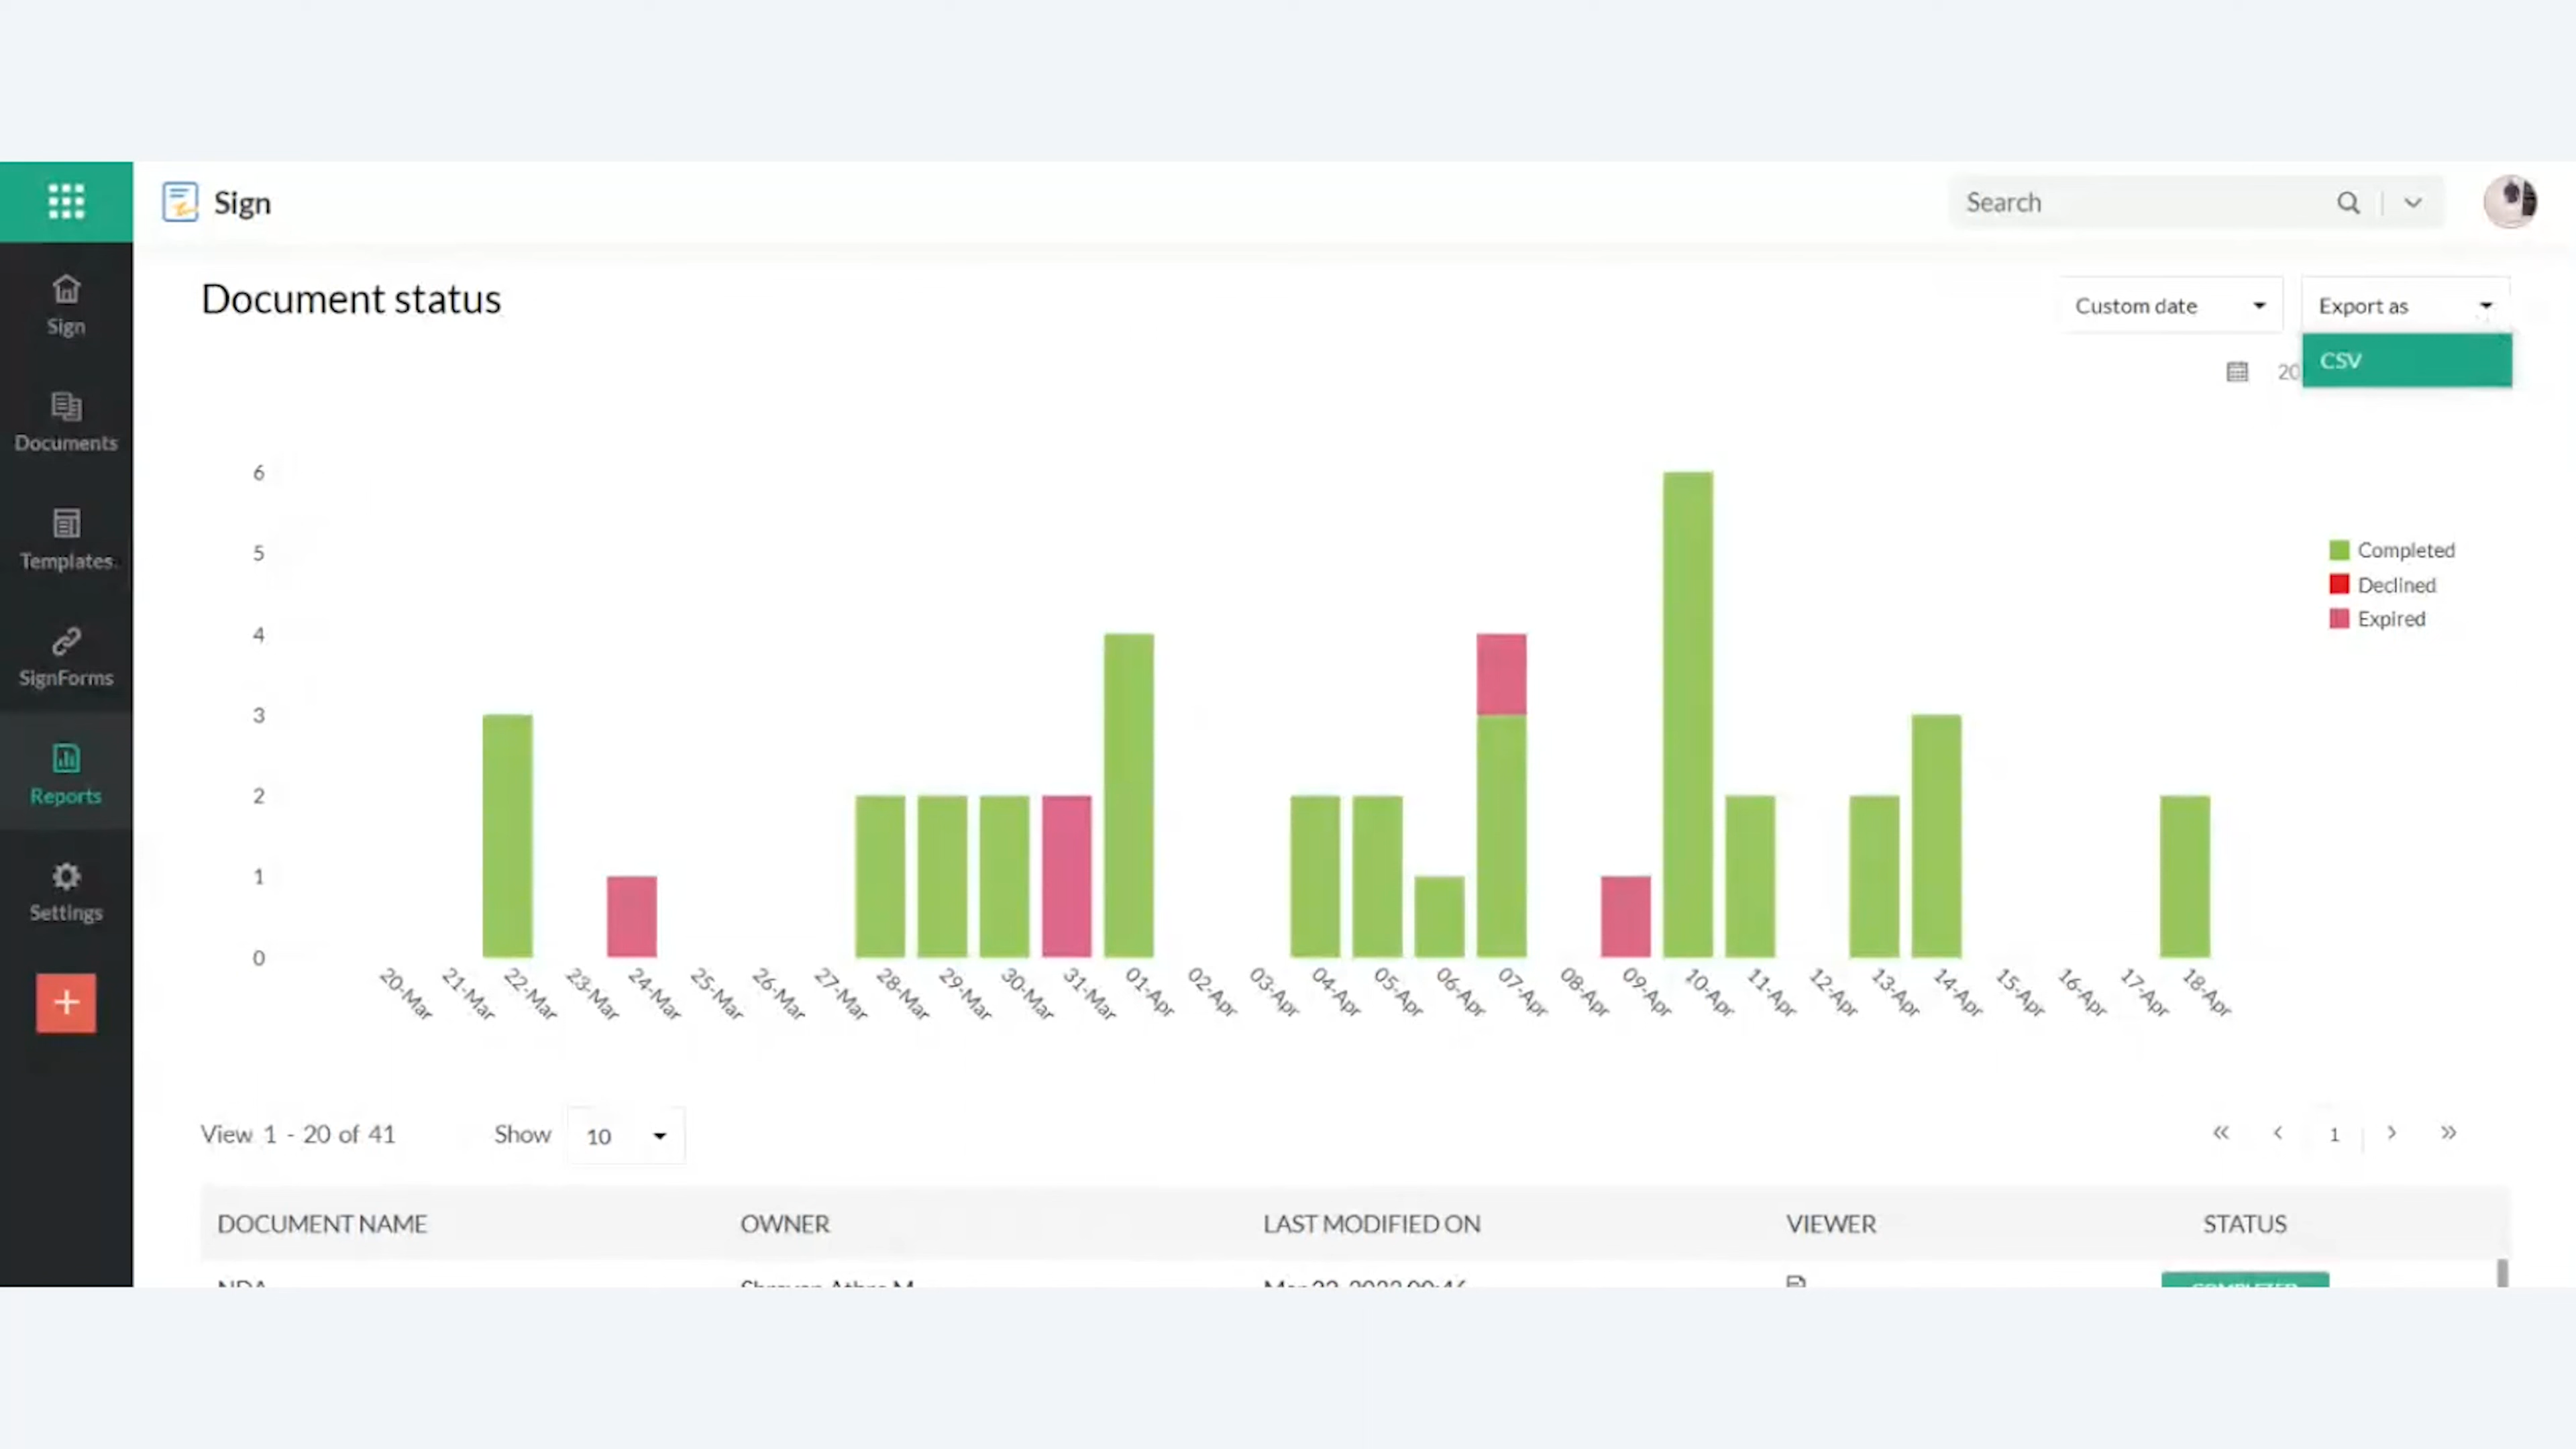 Sign
Search
Sign
Documents
Templates
SignForms
Reports
Settings
Document status
Custom date
Export as
CSV
20
6
5
4
3
2
1
0
Completed
Declined
Expired
20-Mar
21-Mar
22-Mar
23-Mar
24-Mar
25-Mar
26-Mar
27-Mar
28-Mar
29-Mar
30-Mar
31-Mar
01-Apr
02-Apr
03-Apr
04-Apr
05-Apr
06-Apr
07-Apr
08-Apr
09-Apr
10-Apr
11-Apr
12-Apr
13-Apr
14-Apr
15-Apr
16-Apr
17-Apr
18-Apr
View 1 - 20 of 41
Show 10
« ‹ 1 › »
DOCUMENT NAME OWNER LAST MODIFIED ON VIEWER STATUS
NDA